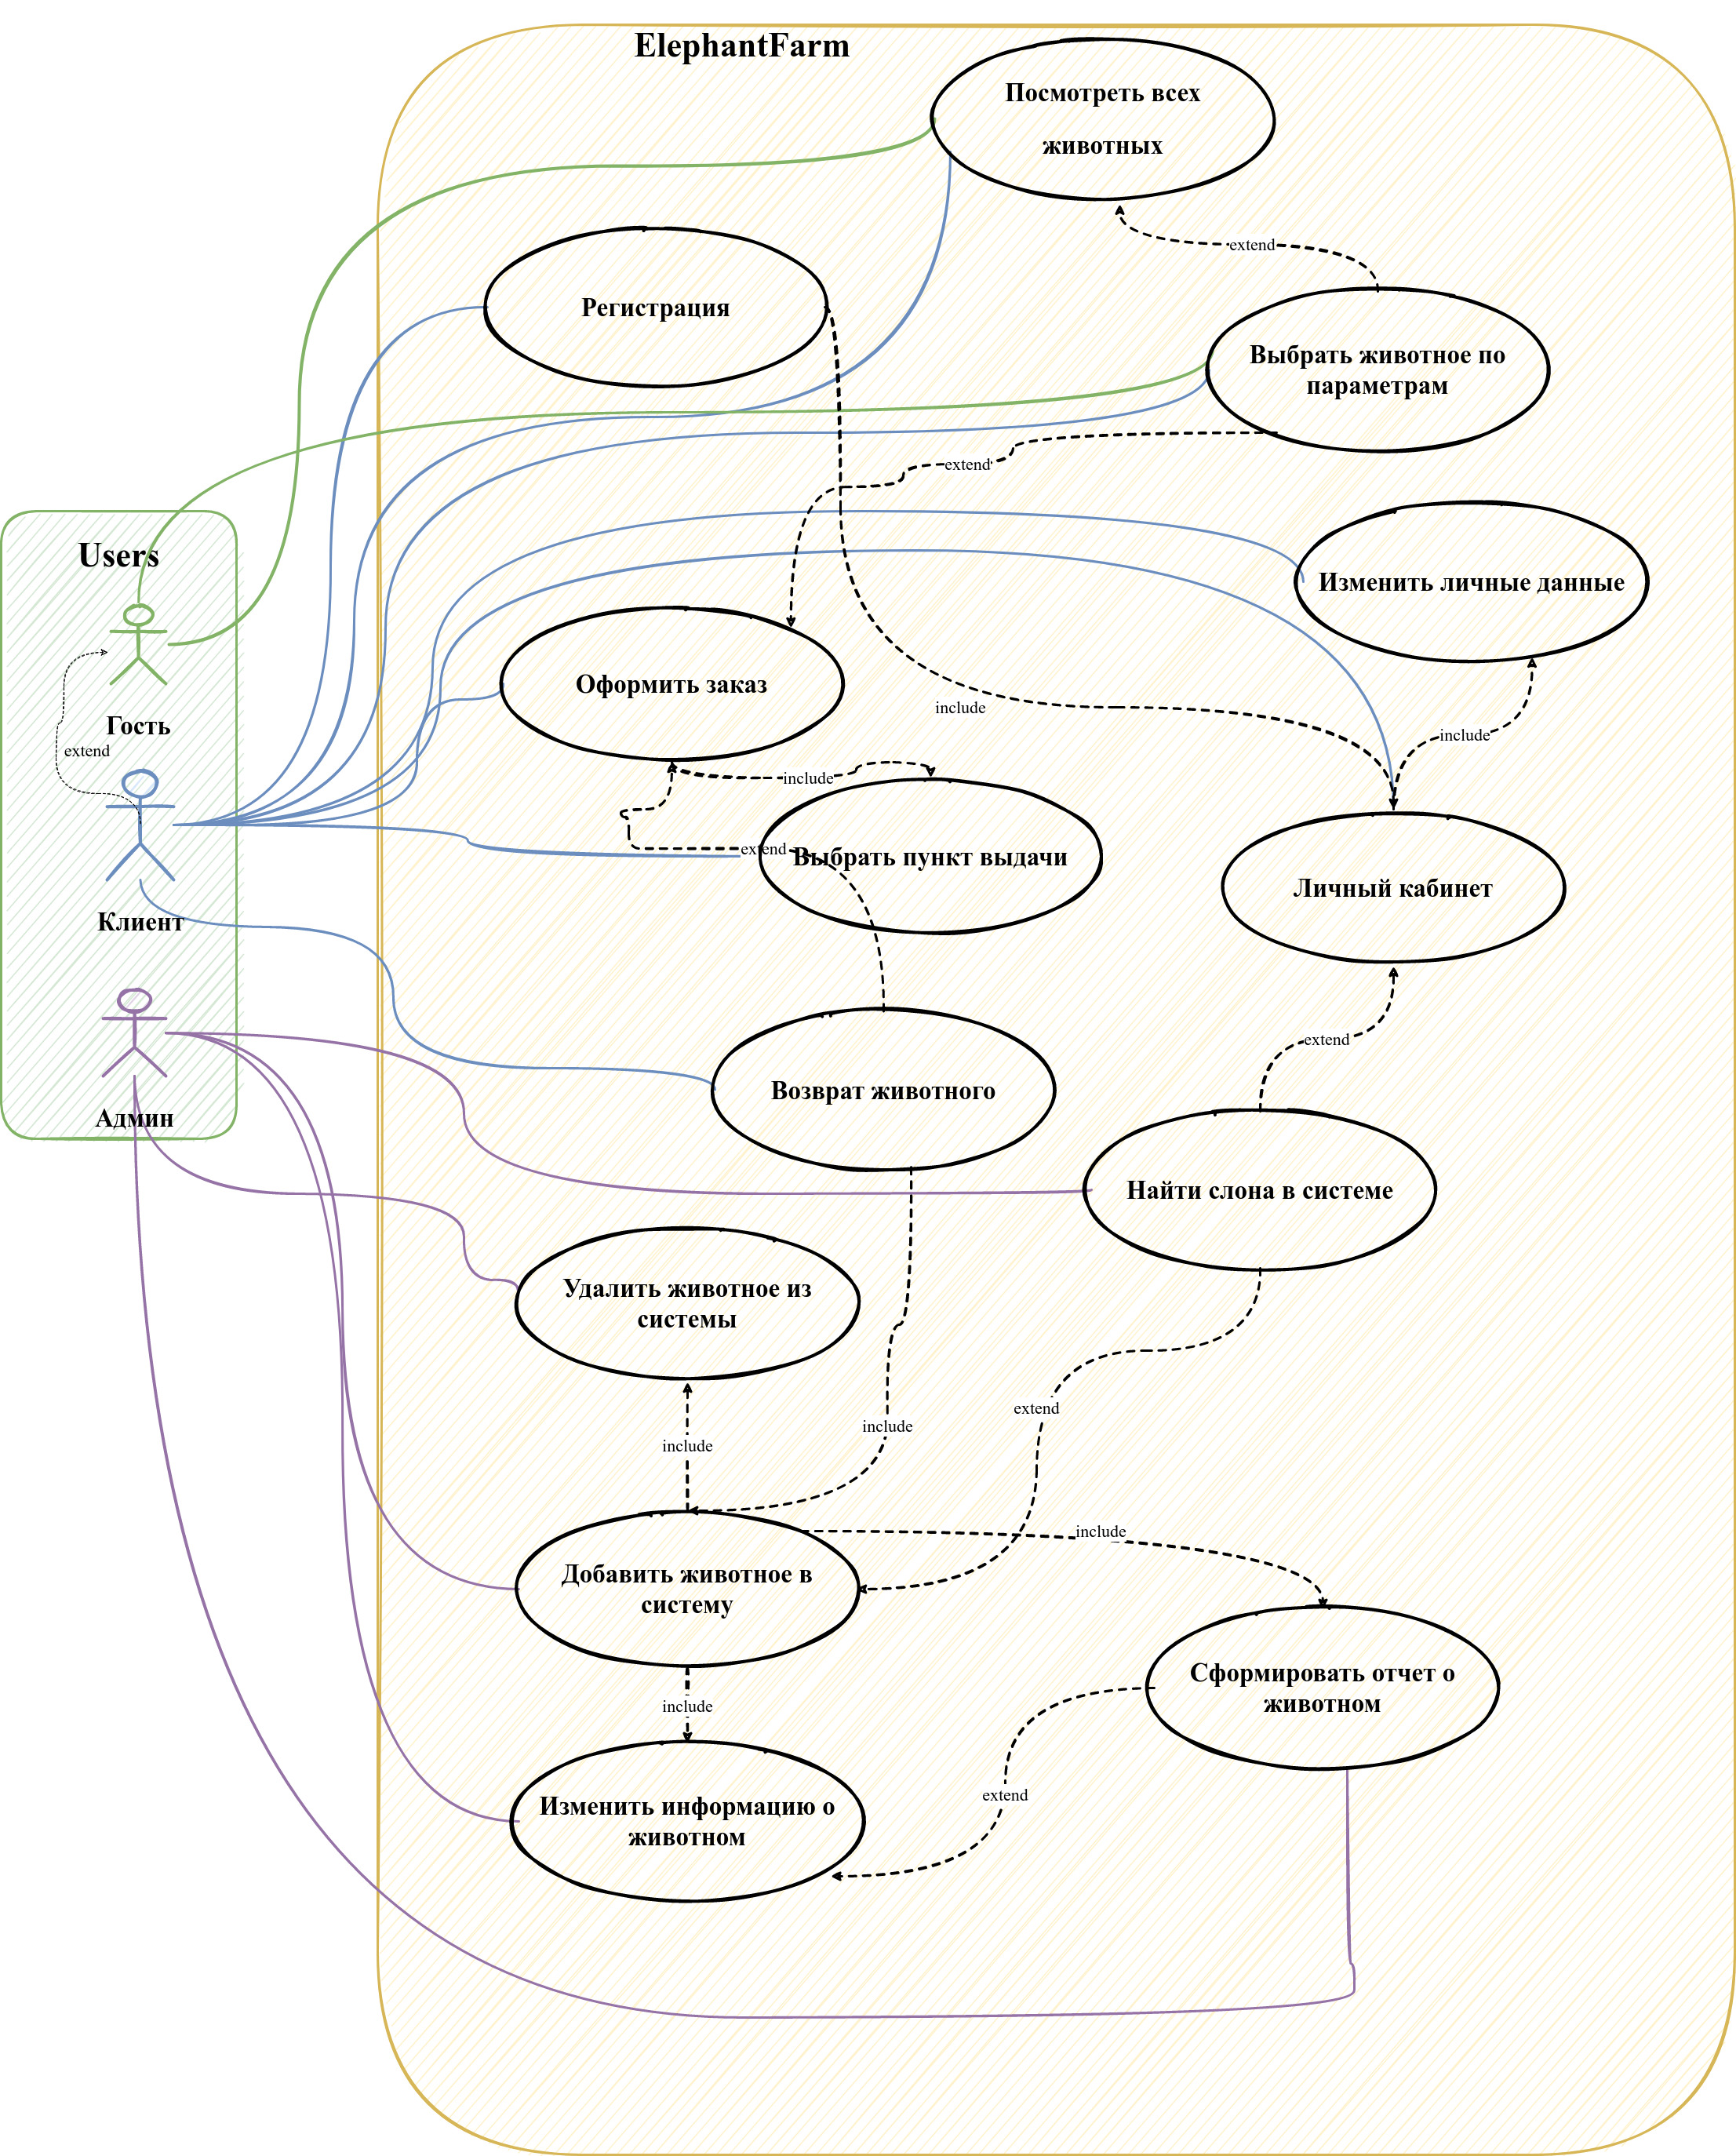 ElephantFarm
Посмотреть всех
животных
extend
Регистрация
Выбрать животное по
параметрам
extend
Users
Изменить личные данные
Гость
extend
Оформить заказ
include
include
include
Клиент
extend
Выбрать пункт выдачи
Личный кабинет
extend
Админ
Возврат животного
Найти слона в системе
Удалить животное из
системы
extend
include
include
include
Добавить животное в
систему
include
Сформировать отчет о
животном
extend
Изменить информацию о
животном